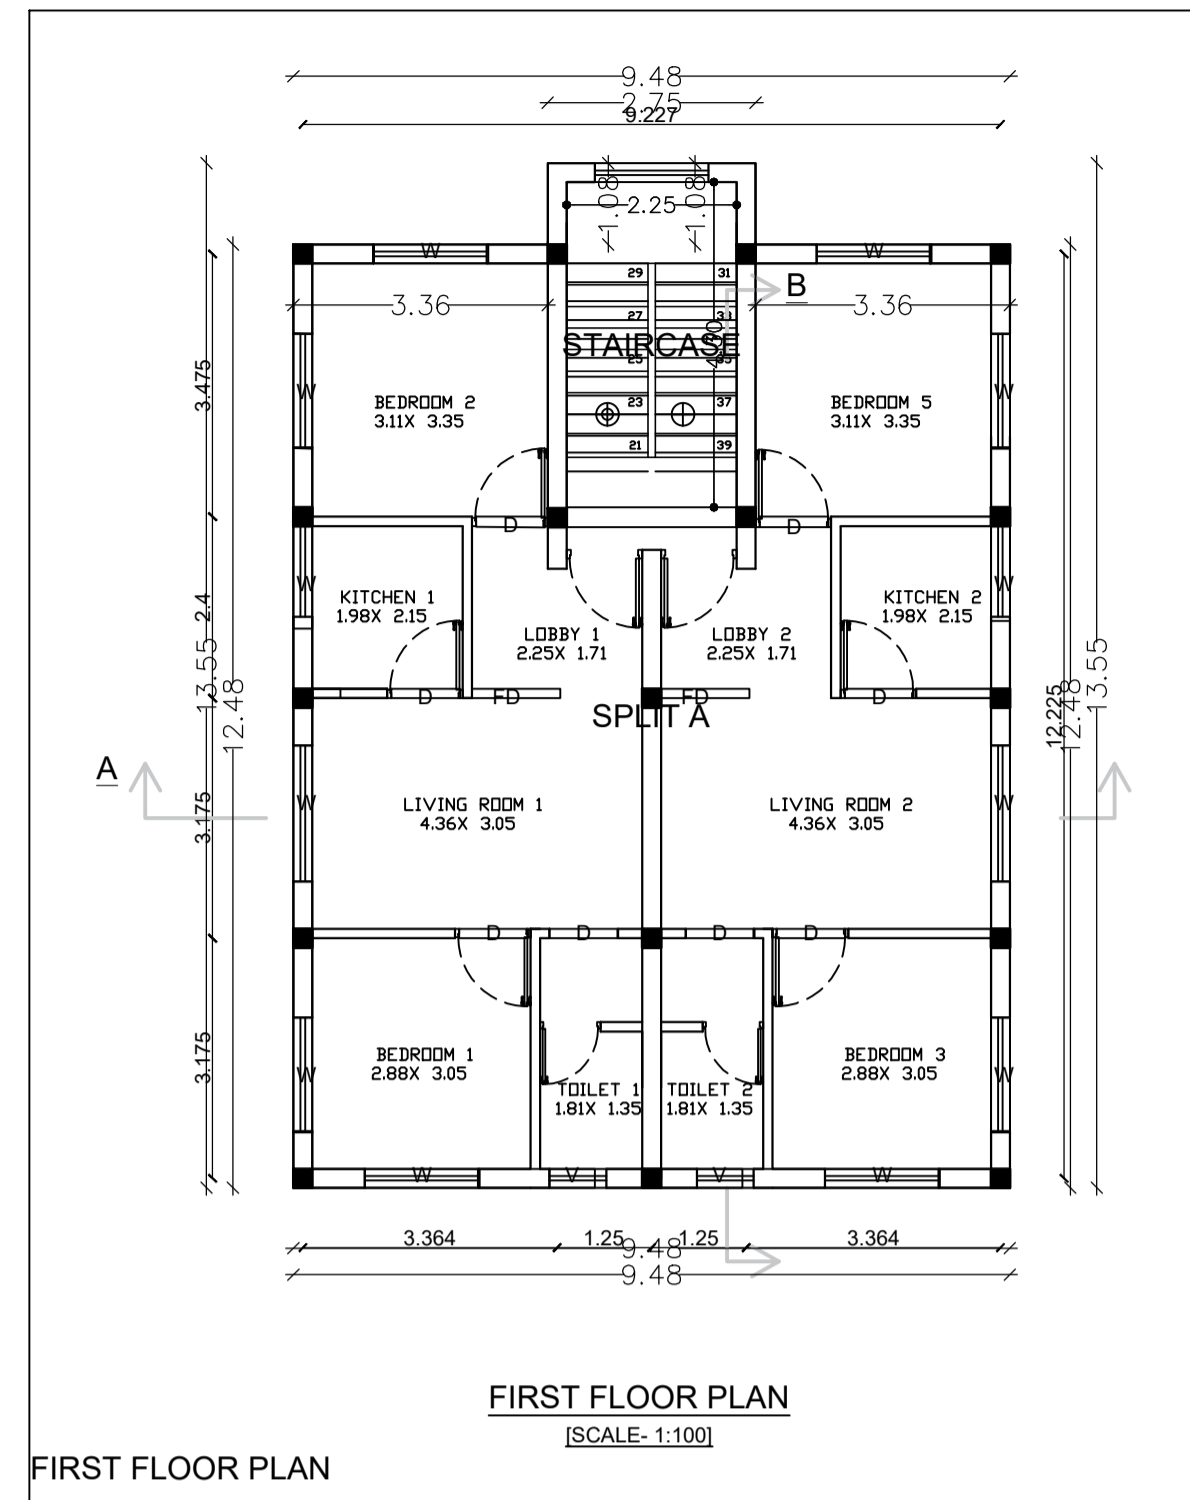 9.48
2.75
9.227
1.08
1.08
2.25
W
W
29
31
B
3.36
3.36
27
33
STAIRCASE
4.30
25
35
3.475
W
W
BEDROOM 2
3.11X 3.35
23
37
BEDROOM 5
3.11X 3.35
21
39
D
D
W
W
KITCHEN 1
1.98X 2.15
KITCHEN 2
1.98X 2.15
2.4
LOBBY 1
2.25X 1.71
LOBBY 2
2.25X 1.71
13.55
12.48
D
FD
FD
D
SPLIT A
12.225
12.48
13.55
A
3.175
W
LIVING ROOM 1
4.36X 3.05
LIVING ROOM 2
4.36X 3.05
W
D
D
D
D
3.175
W
BEDROOM 1
2.88X 3.05
TOILET 1
1.81X 1.35
TOILET 2
1.81X 1.35
BEDROOM 3
2.88X 3.05
W
W
V
V
W
3.364
1.25
1.25
3.364
9.48
9.48
FIRST FLOOR PLAN
[SCALE- 1:100]
FIRST FLOOR PLAN